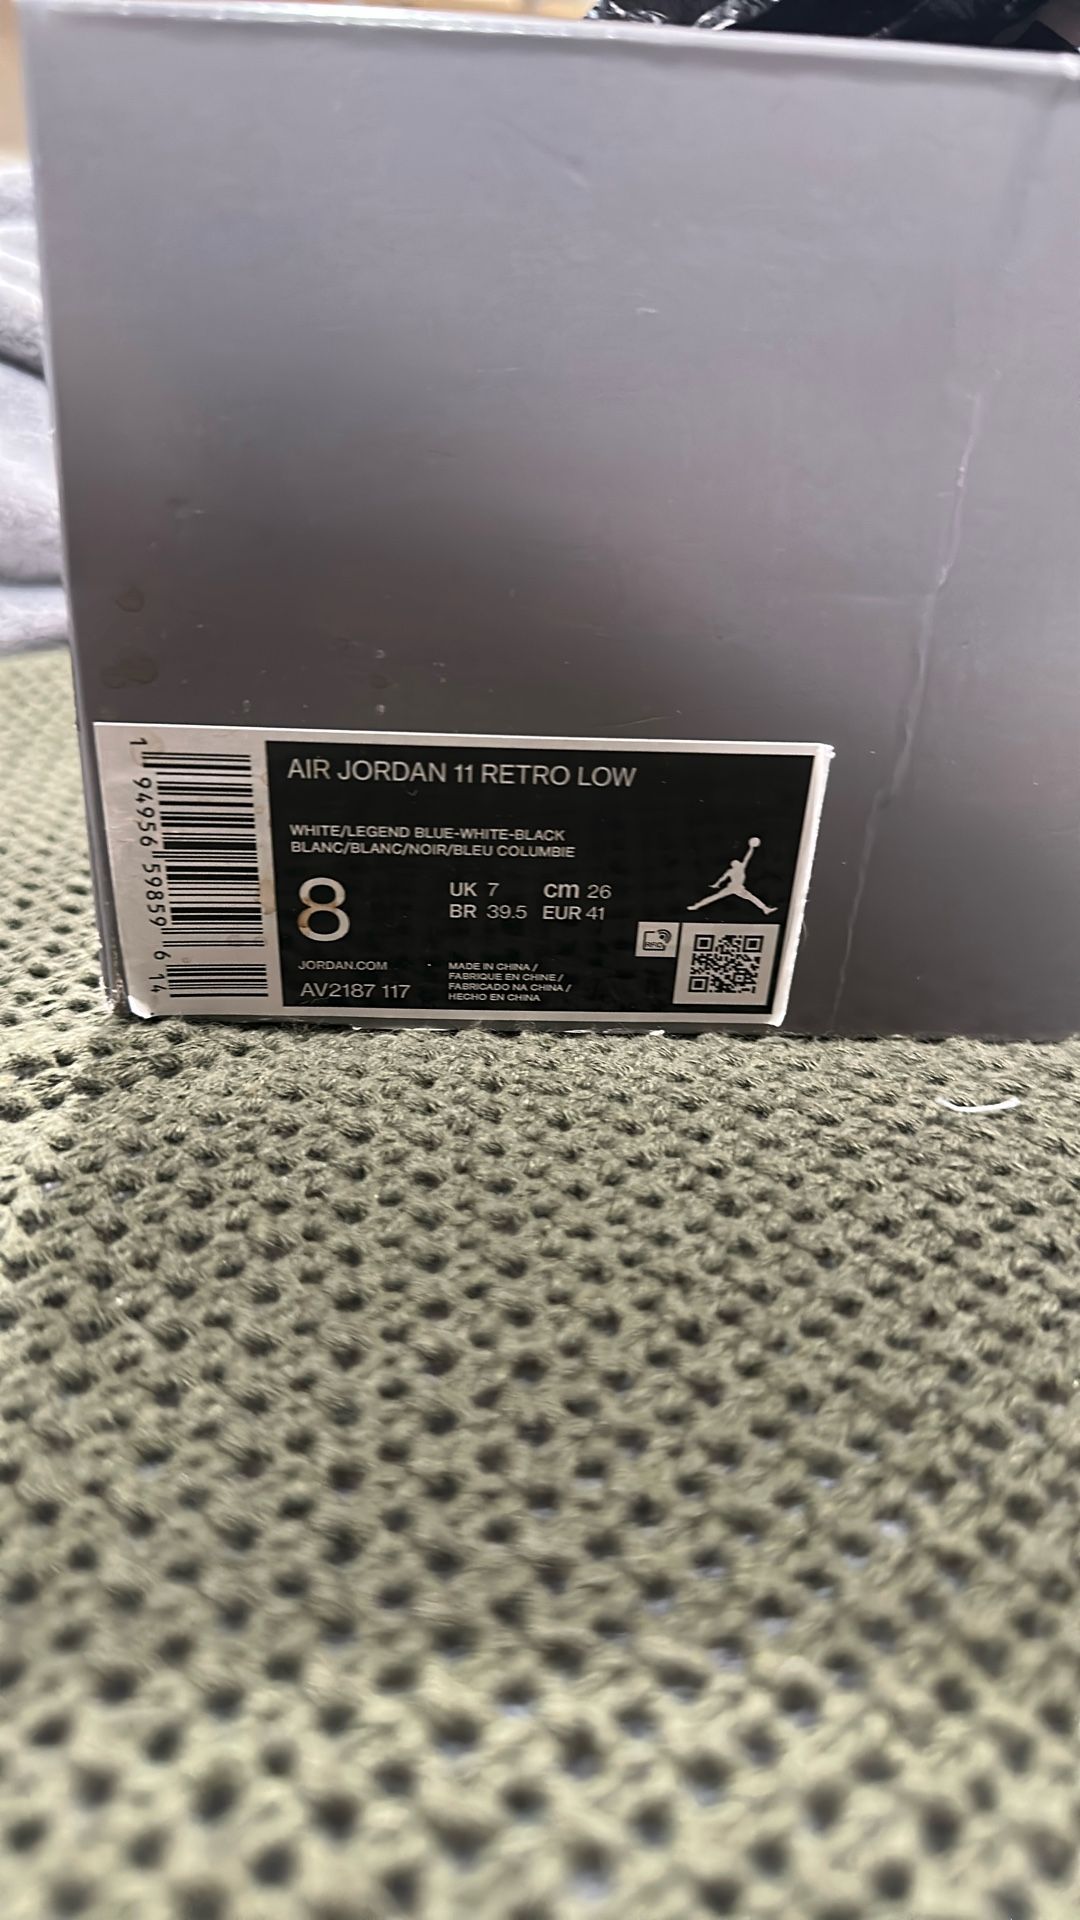 1 94956 59859 6 14
AIR JORDAN 11 RETRO LOW
WHITE/LEGEND BLUE-WHITE-BLACK
BLANC/BLANC/NOIR/BLEU COLUMBIE
8
UK 7 cm 26
BR 39.5 EUR 41
RFID
JORDAN.COM
AV2187 117
MADE IN CHINA /
FABRIQUE EN CHINE /
FABRICADO NA CHINA /
HECHO EN CHINA